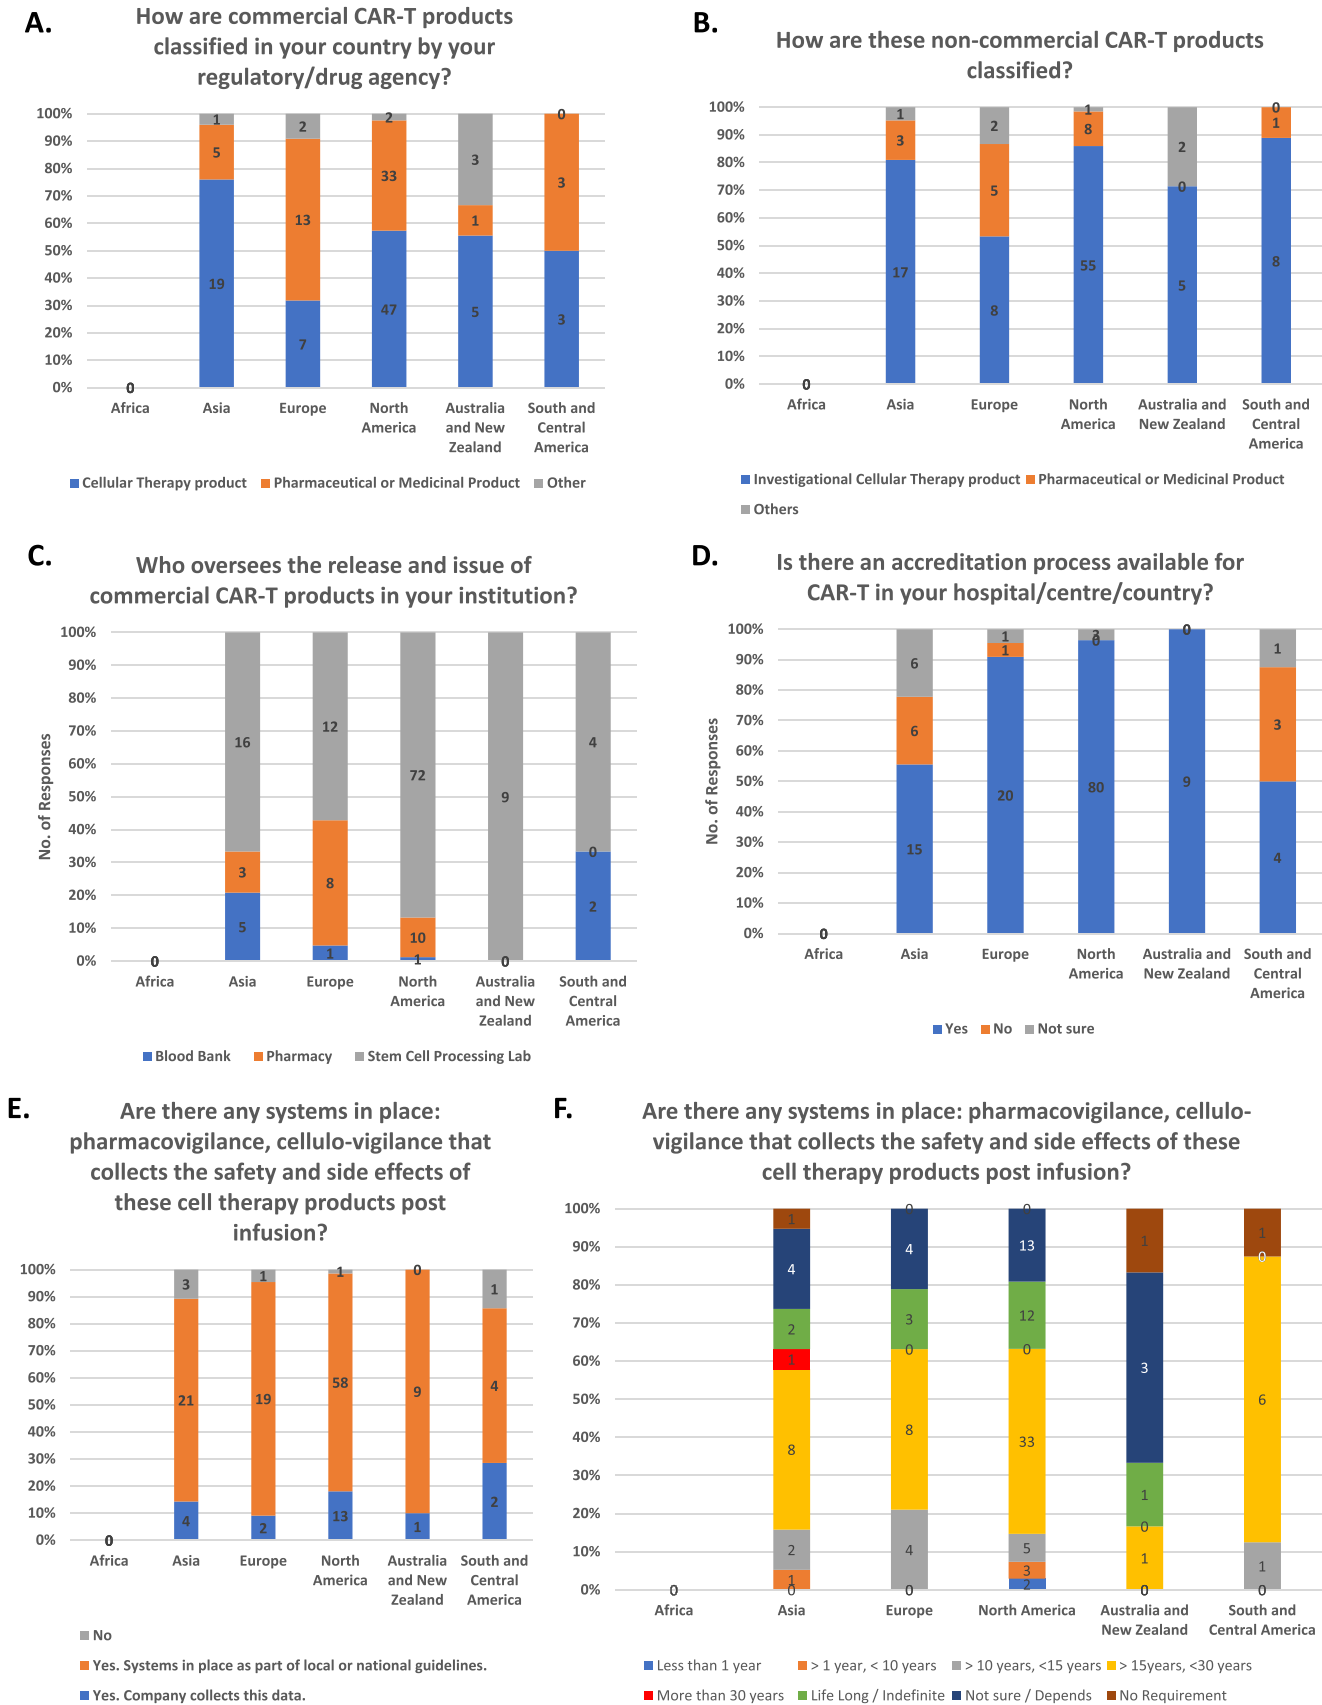 A.
How are commercial CAR-T products
classified in your country by your
regulatory/drug agency?
100%
90%
80%
70%
60%
50%
40%
30%
20%
10%
0%
0
19
5
1
7
13
2
47
33
2
5
1
3
3
3
0
Africa
Asia
Europe
North
America
Australia
and New
Zealand
South and
Central
America
Cellular Therapy product
Pharmaceutical or Medicinal Product
Other
B.
How are these non-commercial CAR-T products
classified?
100%
90%
80%
70%
60%
50%
40%
30%
20%
10%
0%
0
17
3
1
8
5
2
55
8
1
5
0
2
8
1
0
Africa
Asia
Europe
North
America
Australia and
New Zealand
South and
Central
America
Investigational Cellular Therapy product
Pharmaceutical or Medicinal Product
Others
C.
Who oversees the release and issue of
commercial CAR-T products in your institution?
No. of Responses
100%
90%
80%
70%
60%
50%
40%
30%
20%
10%
0%
0
5
3
16
1
8
12
1
10
72
0
9
2
0
4
Africa
Asia
Europe
North
America
Australia
and New
Zealand
South and
Central
America
Blood Bank
Pharmacy
Stem Cell Processing Lab
D.
Is there an accreditation process available for
CAR-T in your hospital/centre/country?
No. of Responses
100%
90%
80%
70%
60%
50%
40%
30%
20%
10%
0%
0
15
6
6
20
1
1
80
0
3
9
0
4
3
1
Africa
Asia
Europe
North
America
Australia and
New Zealand
South and
Central
America
Yes
No
Not sure
E.
Are there any systems in place:
pharmacovigilance, cellulo-vigilance that
collects the safety and side effects of
these cell therapy products post
infusion?
100%
90%
80%
70%
60%
50%
40%
30%
20%
10%
0%
0
4
21
3
2
19
1
13
58
1
1
9
0
2
4
1
Africa
Asia
Europe
North
America
Australia
and New
Zealand
South and
Central
America
No
Yes. Systems in place as part of local or national guidelines.
Yes. Company collects this data.
F.
Are there any systems in place: pharmacovigilance, cellulo-
vigilance that collects the safety and side effects of these
cell therapy products post infusion?
100%
90%
80%
70%
60%
50%
40%
30%
20%
10%
0%
0
0
1
2
8
1
2
4
1
0
4
8
0
3
4
0
2
3
5
33
0
12
13
0
0
1
0
1
3
1
0
1
6
0
1
Africa
Asia
Europe
North America
Australia and
New Zealand
South and
Central America
Less than 1 year
> 1 year, < 10 years
> 10 years, <15 years
> 15years, <30 years
More than 30 years
Life Long / Indefinite
Not sure / Depends
No Requirement